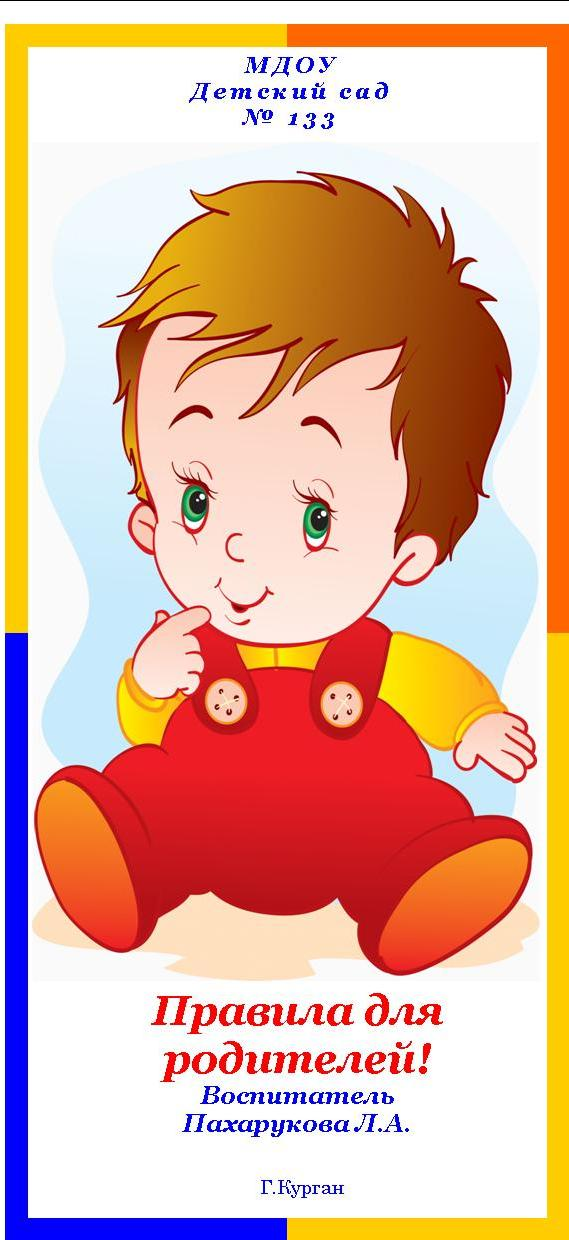 МДОУ
Детский сад
№ 133
Правила для
родителей!
Воспитатель
Пахарукова Л.А.
Г.Курган